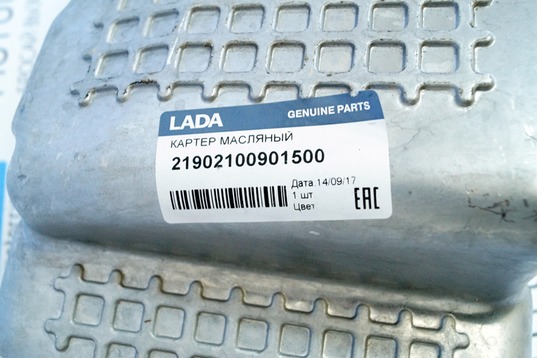 LADA GENUINE PARTS
КАРТЕР МАСЛЯНЫЙ
21902100901500
Дата 14/09/17
1 шт
Цвет
EAC